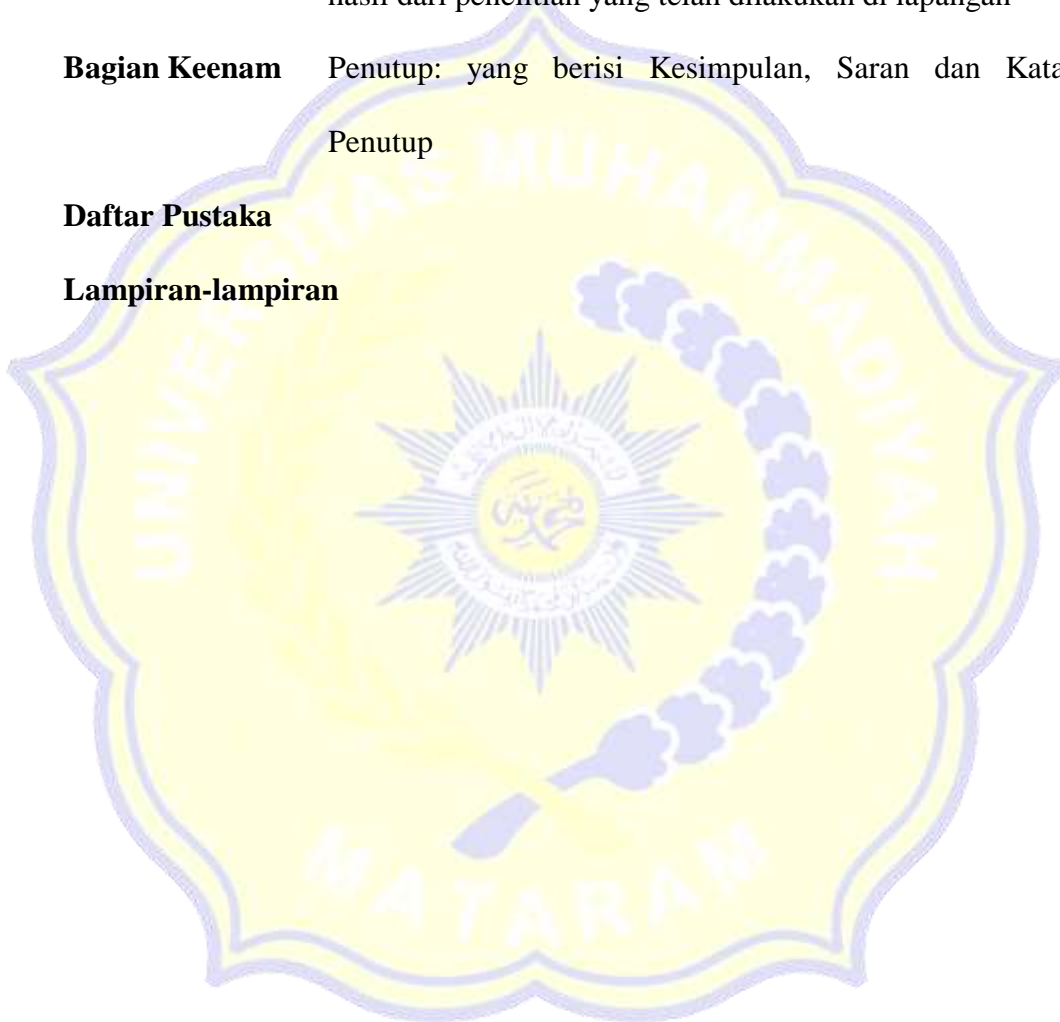 hasil dari penelitian yang telah dilakukan di lapangan
Bagian Keenam Penutup: yang berisi Kesimpulan, Saran dan Kata
Penutup
Daftar Pustaka
Lampiran-lampiran
UNIVERSITAS MUHAMMADIYAH
MATARAM